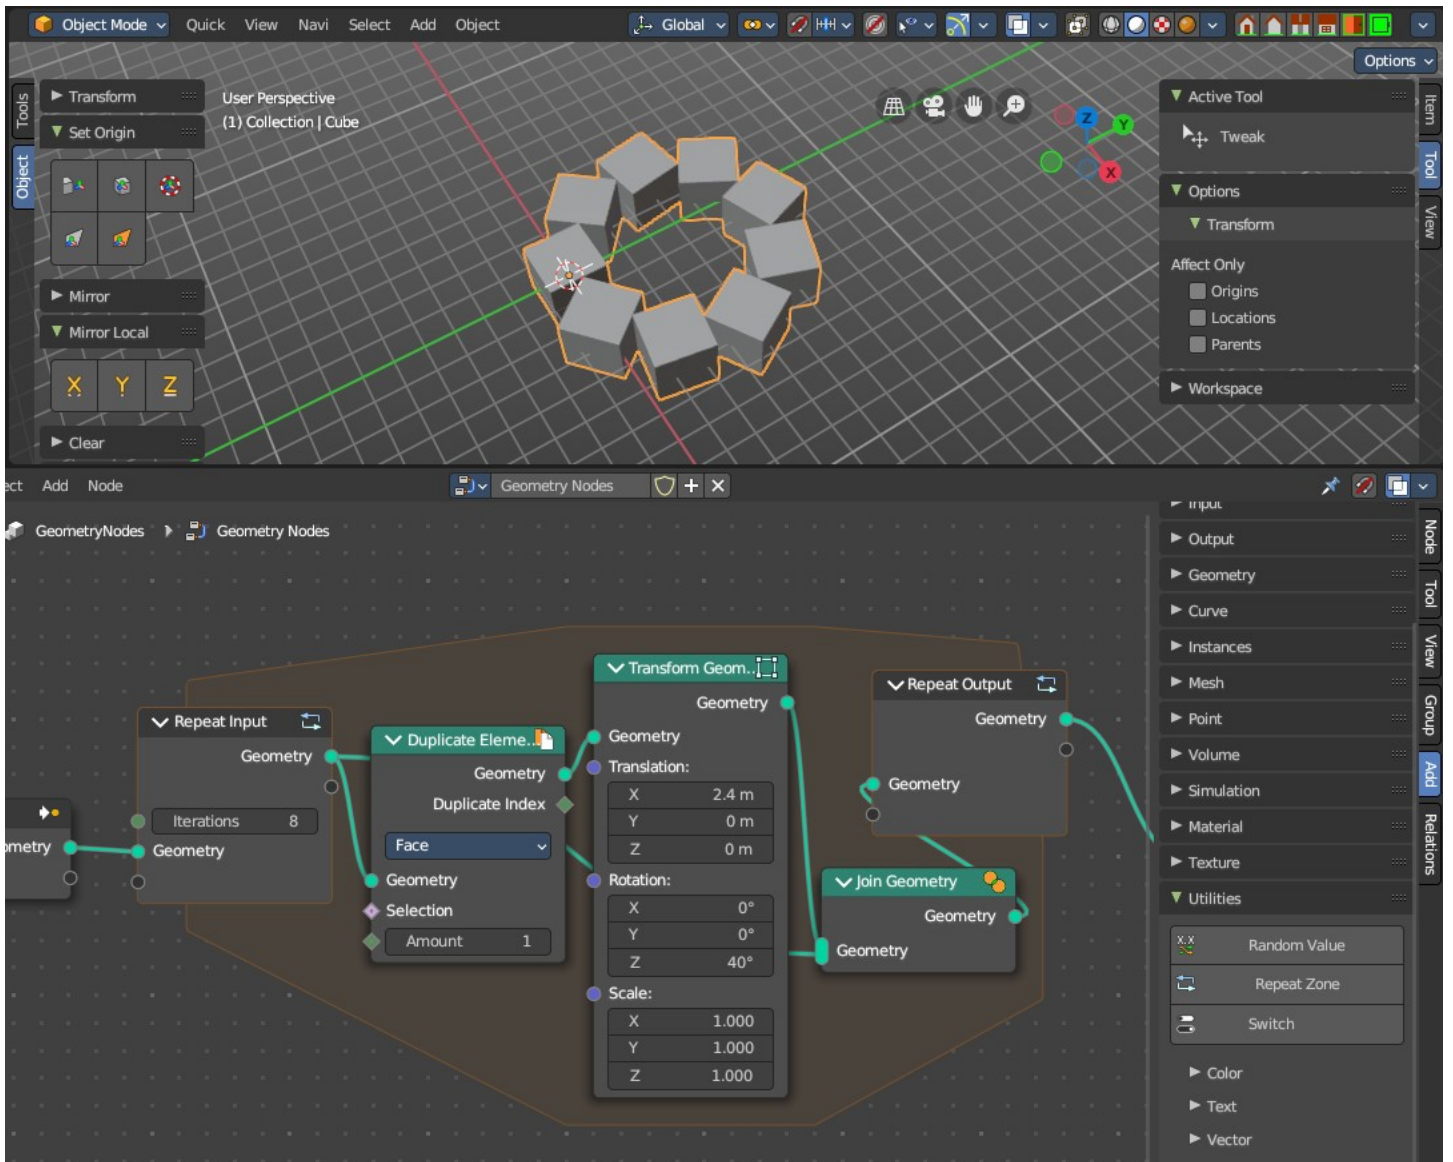 Object Mode Quick View Navi Select Add Object Global
Options
Tools
Object
Transform
Set Origin
Mirror
Mirror Local
X Y Z
Clear
User Perspective
(1) Collection | Cube
Z Y X
Active Tool
Tweak
Options
Transform
Affect Only
Origins
Locations
Parents
Workspace
Item
Tool
View
ect Add Node Geometry Nodes
GeometryNodes Geometry Nodes
ometry
Repeat Input
Geometry
Iterations 8
Geometry
Duplicate Eleme..
Geometry
Duplicate Index
Face
Geometry
Selection
Amount 1
Transform Geom..
Geometry
Geometry
Translation:
X 2.4 m
Y 0 m
Z 0 m
Rotation:
X 0°
Y 0°
Z 40°
Scale:
X 1.000
Y 1.000
Z 1.000
Repeat Output
Geometry
Geometry
Join Geometry
Geometry
Geometry
Input
Output
Geometry
Curve
Instances
Mesh
Point
Volume
Simulation
Material
Texture
Utilities
X.X Random Value
Repeat Zone
Switch
Color
Text
Vector
Node
Tool
View
Group
Add
Relations